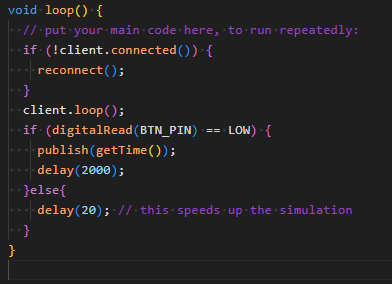 void loop() {
  // put your main code here, to run repeatedly:
  if (!client.connected()) {
    reconnect();
  }
  client.loop();
  if (digitalRead(BTN_PIN) == LOW) {
    publish(getTime());
    delay(2000);
  }else{
    delay(20); // this speeds up the simulation
  }
}